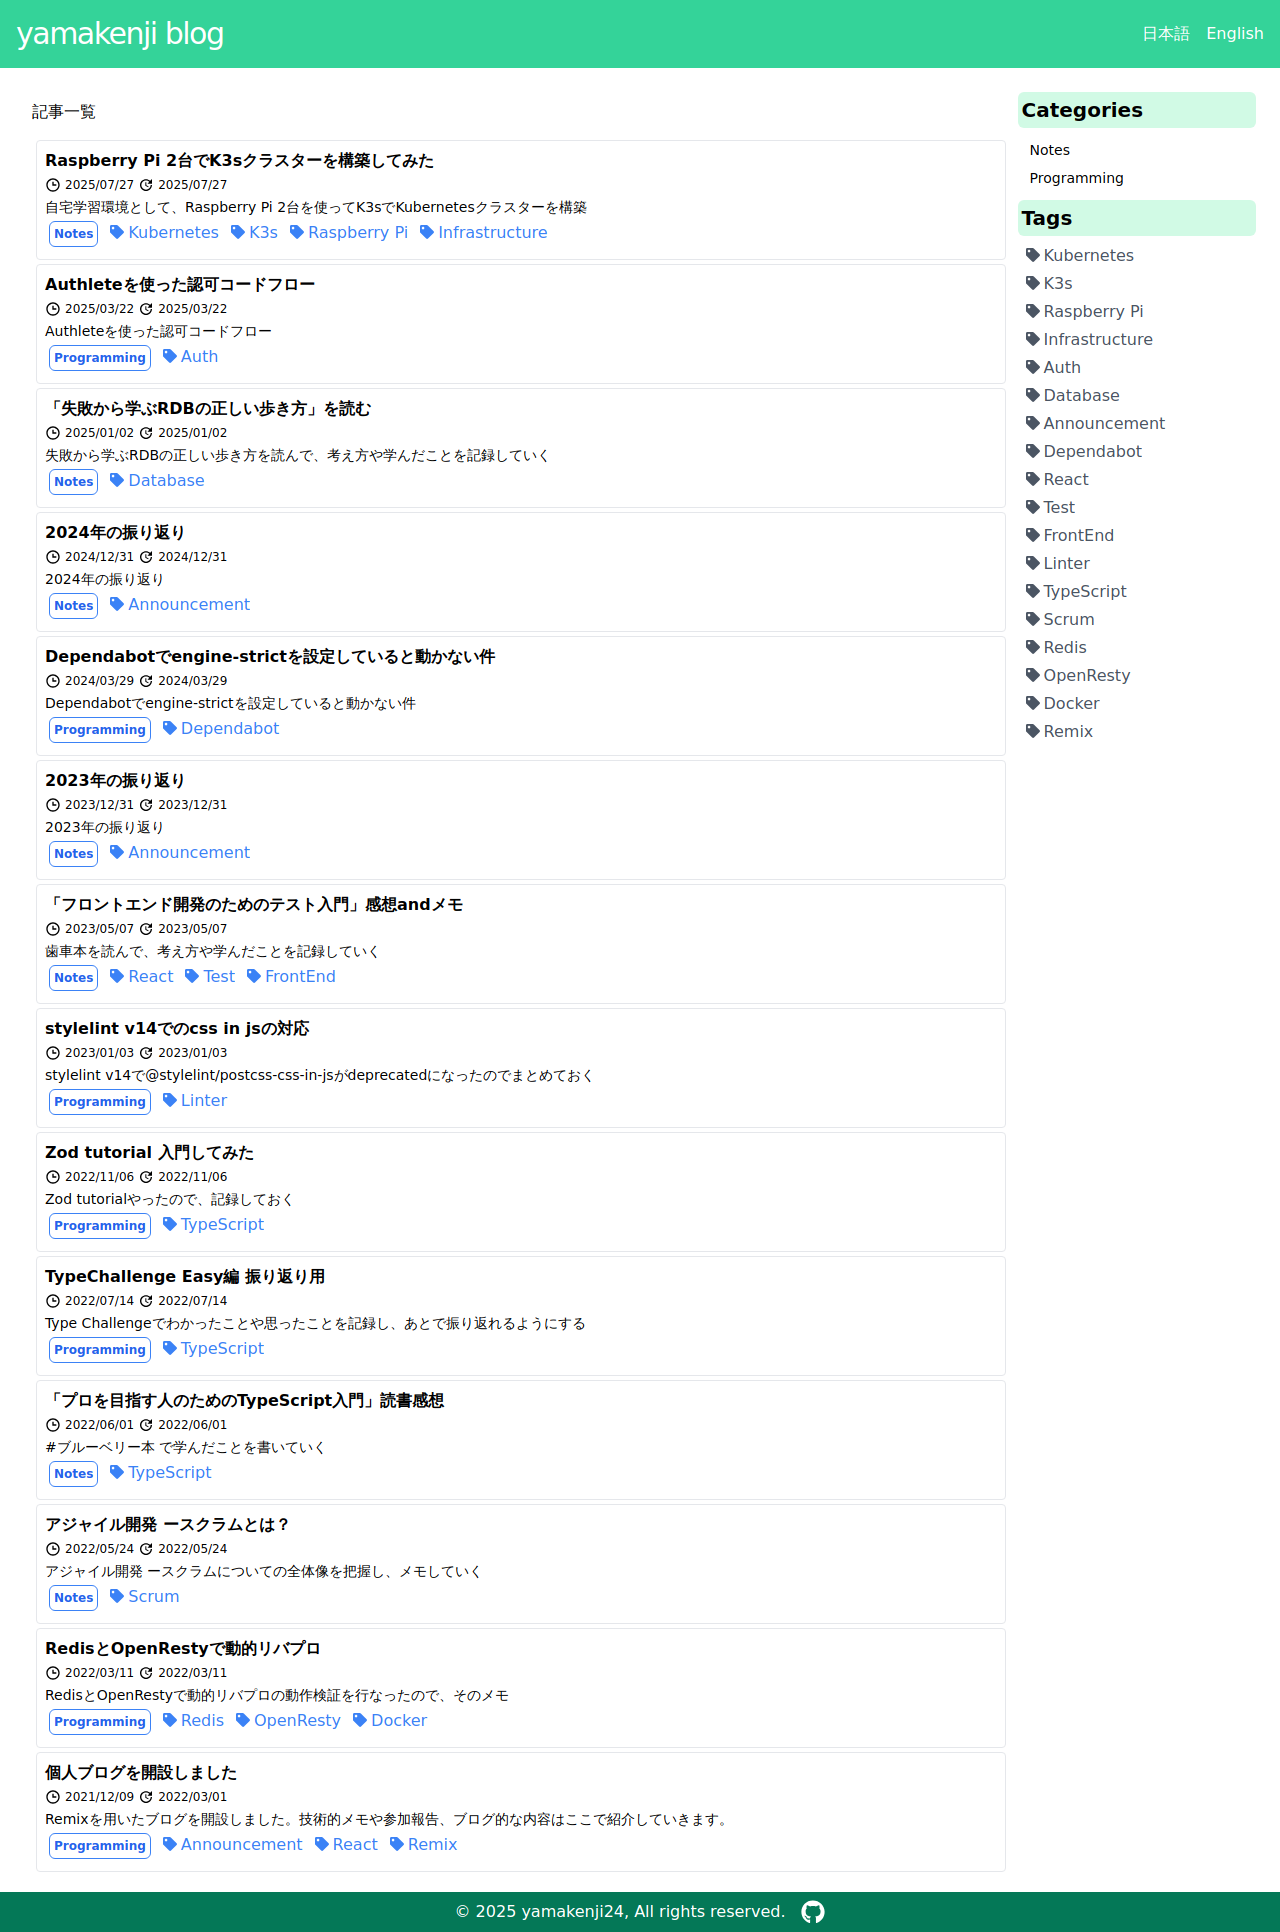 yamakenji blog
日本語 English
記事一覧
Raspberry Pi 2台でK3sクラスターを構築してみた
2025/07/27 2025/07/27
自宅学習環境として、Raspberry Pi 2台を使ってK3sでKubernetesクラスターを構築
Notes Kubernetes K3s Raspberry Pi Infrastructure
Authleteを使った認可コードフロー
2025/03/22 2025/03/22
Authleteを使った認可コードフロー
Programming Auth
「失敗から学ぶRDBの正しい歩き方」を読む
2025/01/02 2025/01/02
失敗から学ぶRDBの正しい歩き方を読んで、考え方や学んだことを記録していく
Notes Database
2024年の振り返り
2024/12/31 2024/12/31
2024年の振り返り
Notes Announcement
Dependabotでengine-strictを設定していると動かない件
2024/03/29 2024/03/29
Dependabotでengine-strictを設定していると動かない件
Programming Dependabot
2023年の振り返り
2023/12/31 2023/12/31
2023年の振り返り
Notes Announcement
「フロントエンド開発のためのテスト入門」感想andメモ
2023/05/07 2023/05/07
歯車本を読んで、考え方や学んだことを記録していく
Notes React Test FrontEnd
stylelint v14でのcss in jsの対応
2023/01/03 2023/01/03
stylelint v14で@stylelint/postcss-css-in-jsがdeprecatedになったのでまとめておく
Programming Linter
Zod tutorial 入門してみた
2022/11/06 2022/11/06
Zod tutorialやったので、記録しておく
Programming TypeScript
TypeChallenge Easy編 振り返り用
2022/07/14 2022/07/14
Type Challengeでわかったことや思ったことを記録し、あとで振り返れるようにする
Programming TypeScript
「プロを目指す人のためのTypeScript入門」読書感想
2022/06/01 2022/06/01
#ブルーベリー本 で学んだことを書いていく
Notes TypeScript
アジャイル開発 ースクラムとは？
2022/05/24 2022/05/24
アジャイル開発 ースクラムについての全体像を把握し、メモしていく
Notes Scrum
RedisとOpenRestyで動的リバプロ
2022/03/11 2022/03/11
RedisとOpenRestyで動的リバプロの動作検証を行なったので、そのメモ
Programming Redis OpenResty Docker
個人ブログを開設しました
2021/12/09 2022/03/01
Remixを用いたブログを開設しました。技術的メモや参加報告、ブログ的な内容はここで紹介していきます。
Programming Announcement React Remix
Categories
Notes
Programming
Tags
Kubernetes
K3s
Raspberry Pi
Infrastructure
Auth
Database
Announcement
Dependabot
React
Test
FrontEnd
Linter
TypeScript
Scrum
Redis
OpenResty
Docker
Remix
© 2025 yamakenji24, All rights reserved.